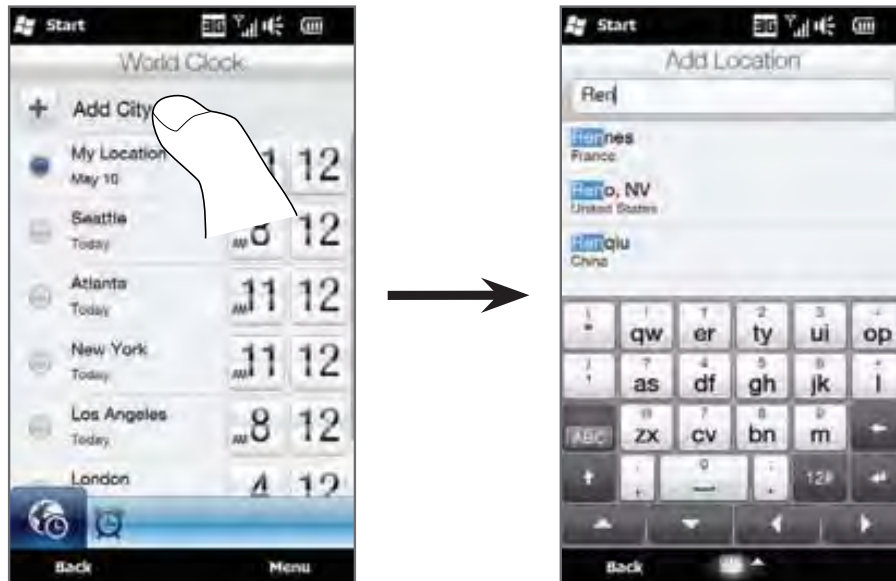 Start
World Clock
Add City
My Location
May 10
12
Seattle
Today
AM 8 12
Atlanta
Today
AM 11 12
New York
Today
AM 11 12
Los Angeles
Today
AM 8 12
London
4 12
Back Menu
Start
Add Location
Ren
Rennes
France
Reno, NV
United States
Renqiu
China
qw er ty ui op
as df gh jk l
ABC zx cv bn m
12#
Back